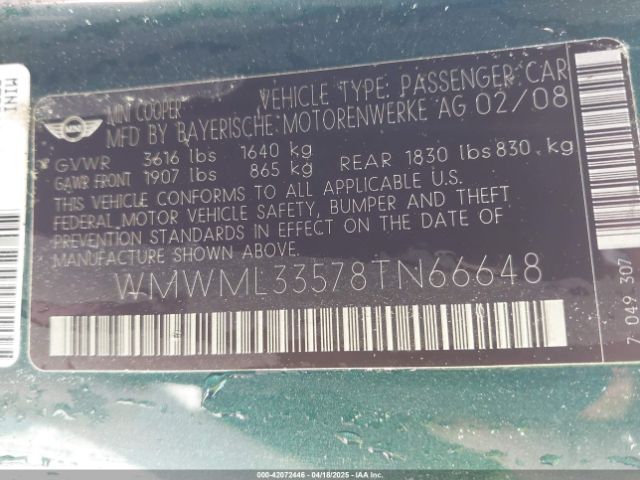 MINI COOPER VEHICLE TYPE: PASSENGER CAR
MINI MFD BY BAYERISCHE MOTORENWERKE AG 02/08
GVWR 3616 lbs 1640 kg
GAWR FRONT 1907 lbs 865 kg REAR 1830 lbs 830 kg
THIS VEHICLE CONFORMS TO ALL APPLICABLE U.S.
FEDERAL MOTOR VEHICLE SAFETY, BUMPER AND THEFT
PREVENTION STANDARDS IN EFFECT ON THE DATE OF
MANUFACTURE SHOWN ABOVE.
WMWML33578TN66648
7 049 307
MINI
000-42072446 - 04/18/2025 - IAA Inc.